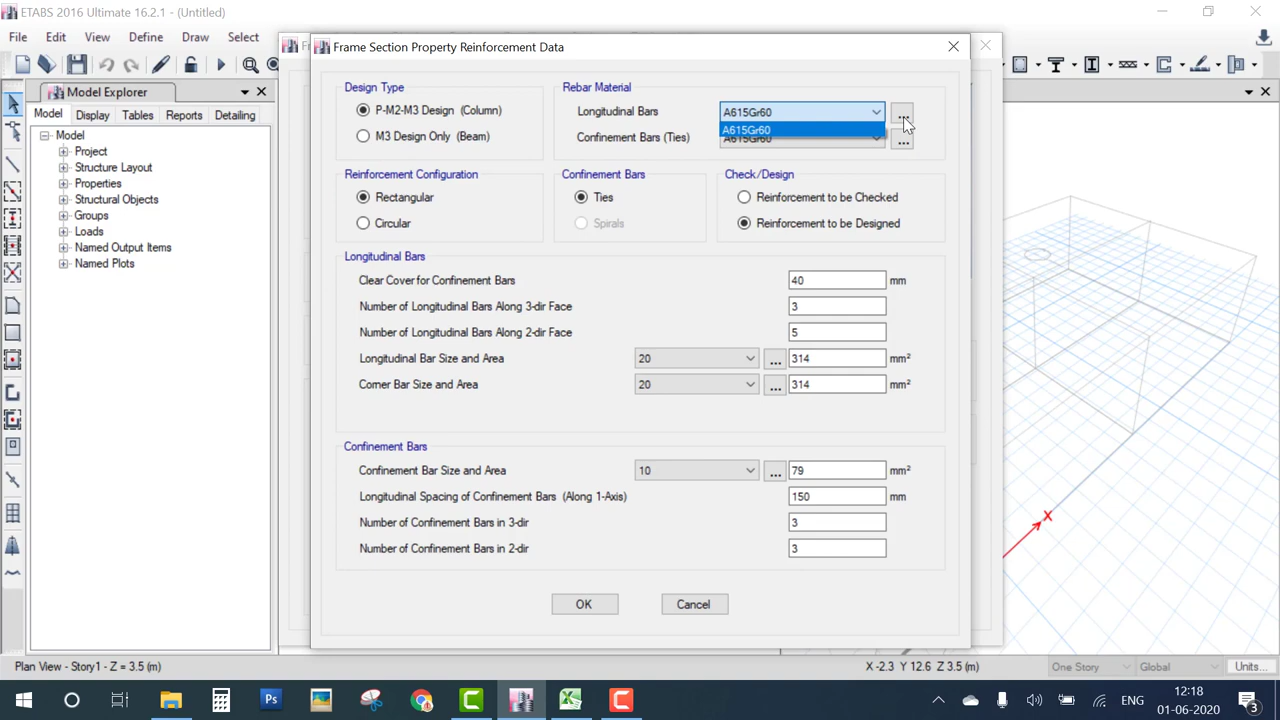 ETABS 2016 Ultimate 16.2.1 - (Untitled)
File Edit View Define Draw Select
Frame Section Property Reinforcement Data
Model Explorer
Model Display Tables Reports Detailing
Model
Project
Structure Layout
Properties
Structural Objects
Groups
Loads
Named Output Items
Named Plots
Design Type
P-M2-M3 Design (Column)
M3 Design Only (Beam)
Rebar Material
Longitudinal Bars A615Gr60 ...
A615Gr60
Confinement Bars (Ties) A615Gr60 ...
Reinforcement Configuration
Rectangular
Circular
Confinement Bars
Ties
Spirals
Check/Design
Reinforcement to be Checked
Reinforcement to be Designed
Longitudinal Bars
Clear Cover for Confinement Bars 40 mm
Number of Longitudinal Bars Along 3-dir Face 3
Number of Longitudinal Bars Along 2-dir Face 5
Longitudinal Bar Size and Area 20 ... 314 mm²
Corner Bar Size and Area 20 ... 314 mm²
Confinement Bars
Confinement Bar Size and Area 10 ... 79 mm²
Longitudinal Spacing of Confinement Bars (Along 1-Axis) 150 mm
Number of Confinement Bars in 3-dir 3
Number of Confinement Bars in 2-dir 3
OK Cancel
X
Plan View - Story1 - Z = 3.5 (m) X -2.3 Y 12.6 Z 3.5 (m) One Story Global Units...
Ps C C ENG 12:18
01-06-2020 3